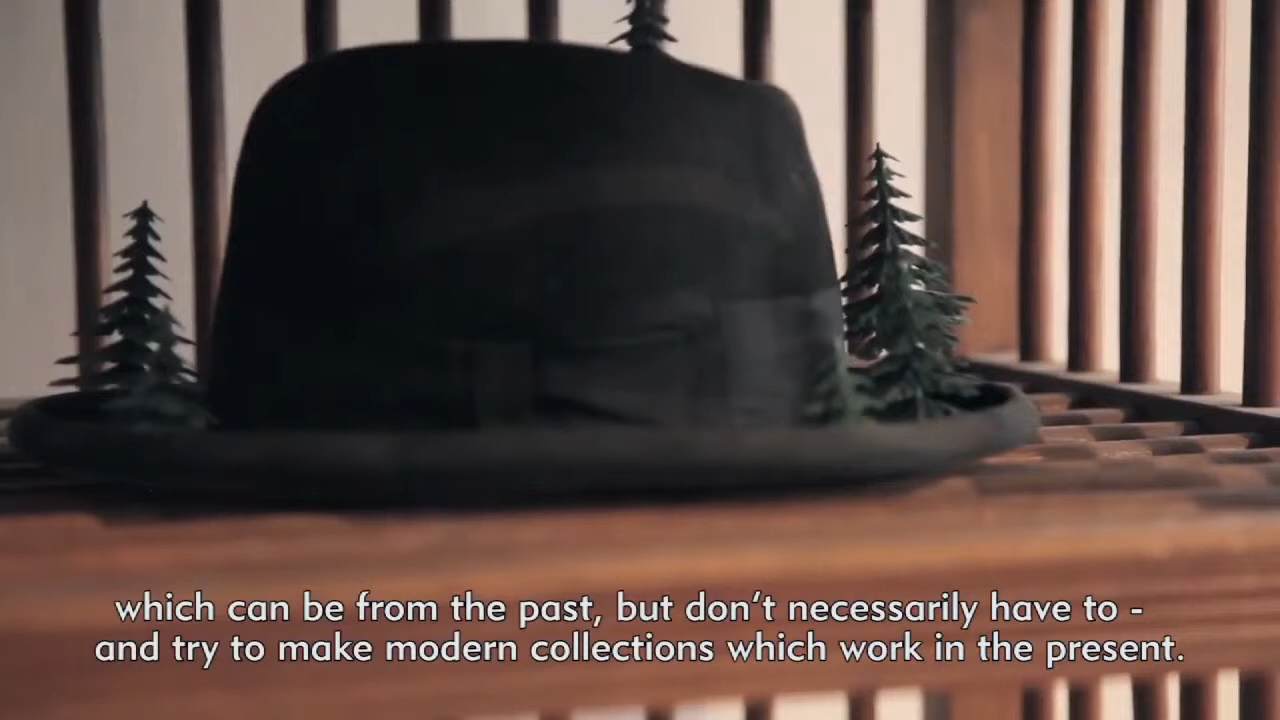 which can be from the past, but don’t necessarily have to -
and try to make modern collections which work in the present.